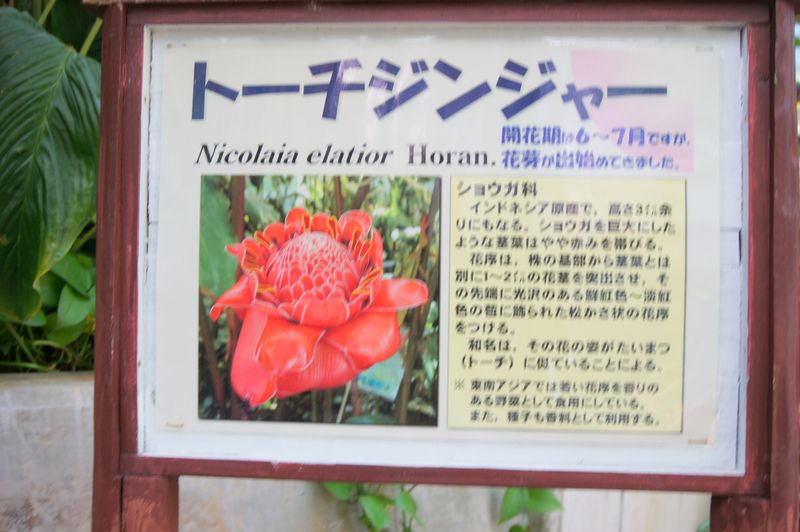 トーチジンジャー
開花期は6〜7月ですが、
花芽が出始めてきました。
Nicolaia elatior Horan.
ショウガ科
インドネシア原産で、高さ3㍍余
りにもなる。ショウガを巨大にした
ような茎葉はやや赤みを帯びる。
花序は、株の基部から茎葉とは
別に1〜2㍍の花茎を突出させ、そ
の先端に光沢のある鮮紅色〜淡紅
色の苞に飾られた松かさ状の花序
をつける。
和名は、その花の姿がたいまつ
(トーチ)に似ていることによる。
※ 東南アジアでは若い花序を香りの
ある野菜として食用にしている。
また、種子も香料として利用する。